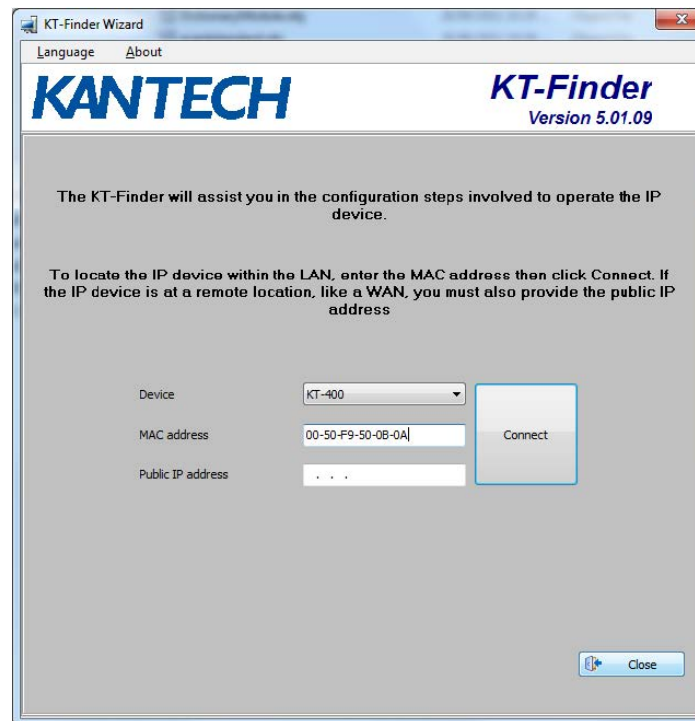 KT-Finder Wizard
Language About
KANTECH
KT-Finder
Version 5.01.09
The KT-Finder will assist you in the configuration steps involved to operate the IP
device.
To locate the IP device within the LAN, enter the MAC address then click Connect. If
the IP device is at a remote location, like a WAN, you must also provide the public IP
address
Device KT-400
MAC address 00-50-F9-50-0B-0A Connect
Public IP address . . .
Close